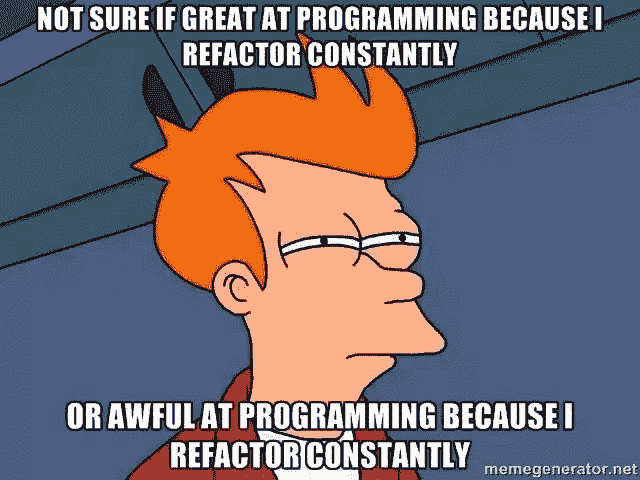 NOT SURE IF GREAT AT PROGRAMMING BECAUSE I
REFACTOR CONSTANTLY
OR AWFUL AT PROGRAMMING BECAUSE I
REFACTOR CONSTANTLY
memegenerator.net